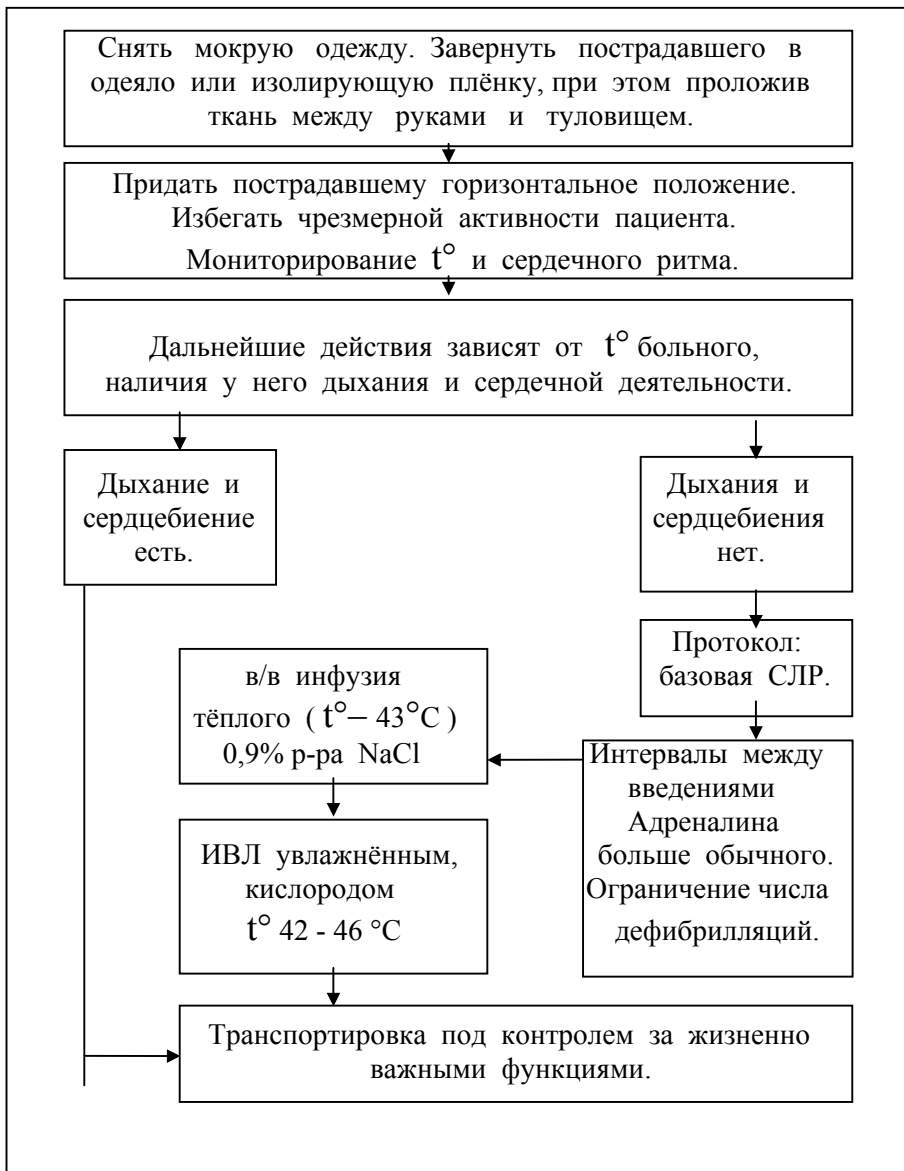 Снять мокрую одежду. Завернуть пострадавшего в
одеяло или изолирующую плёнку, при этом проложив
ткань между руками и туловищем.
Придать пострадавшему горизонтальное положение.
Избегать чрезмерной активности пациента.
Мониторирование t° и сердечного ритма.
Дальнейшие действия зависят от t° больного,
наличия у него дыхания и сердечной деятельности.
Дыхание и
сердцебиение
есть.
Дыхания и
сердцебиения
нет.
Протокол:
базовая СЛР.
Интервалы между
введениями
Адреналина
больше обычного.
Ограничение числа
дефибрилляций.
в/в инфузия
тёплого ( t°– 43°С )
0,9% р-ра NaCl
ИВЛ увлажнённым,
кислородом
t° 42 - 46 °С
Транспортировка под контролем за жизненно
важными функциями.